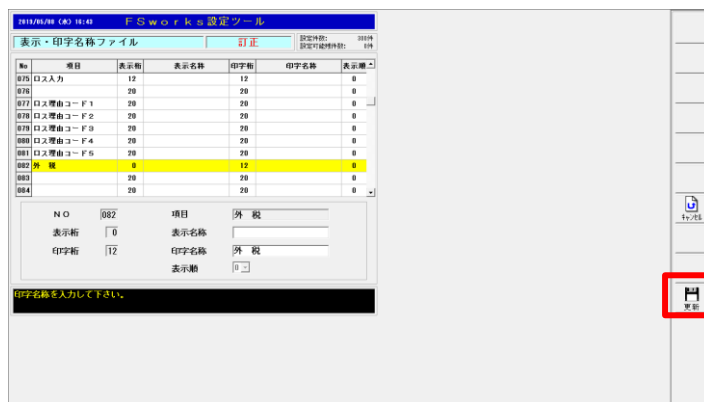 2019/05/08 (水) 16:43 FSworks設定ツール
表示・印字名称ファイル 訂正 設定件数: 300件
設定可能残件数: 0件
No 項目 表示桁 表示名称 印字桁 印字名称 表示順
075 ロス入力 12 12 0
076 20 20 0
077 ロス理由コード1 20 20 0
078 ロス理由コード2 20 20 0
079 ロス理由コード3 20 20 0
080 ロス理由コード4 20 20 0
081 ロス理由コード5 20 20 0
082 外 税 0 12 0
083 20 20 0
084 20 20 0
NO 082 項目 外 税
表示桁 0 表示名称
印字桁 12 印字名称 外 税
表示順 0
印字名称を入力して下さい。
キャンセル
更新